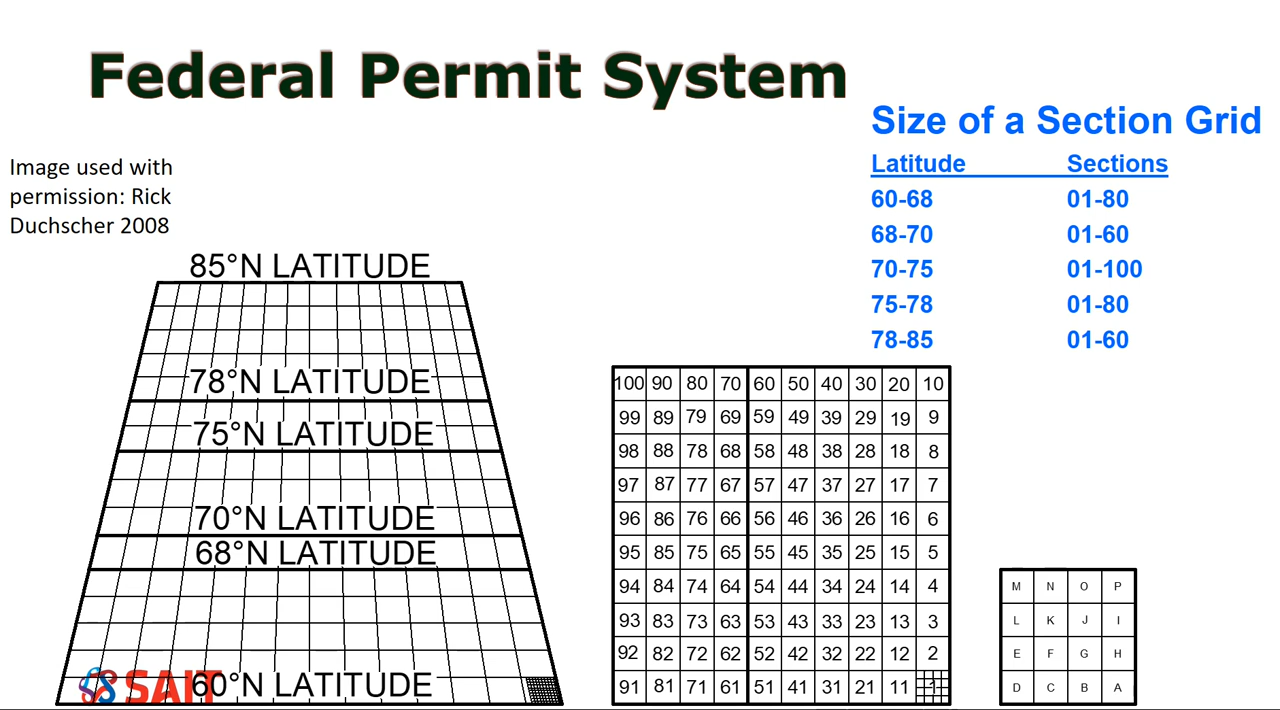 Federal Permit System
Size of a Section Grid
Latitude Sections
60-68 01-80
68-70 01-60
70-75 01-100
75-78 01-80
78-85 01-60
Image used with
permission: Rick
Duchscher 2008
85°N LATITUDE
78°N LATITUDE
75°N LATITUDE
70°N LATITUDE
68°N LATITUDE
60°N LATITUDE
SAIT
100 90 80 70 60 50 40 30 20 10
99 89 79 69 59 49 39 29 19 9
98 88 78 68 58 48 38 28 18 8
97 87 77 67 57 47 37 27 17 7
96 86 76 66 56 46 36 26 16 6
95 85 75 65 55 45 35 25 15 5
94 84 74 64 54 44 34 24 14 4
93 83 73 63 53 43 33 23 13 3
92 82 72 62 52 42 32 22 12 2
91 81 71 61 51 41 31 21 11 1
M N O P
L K J I
E F G H
D C B A